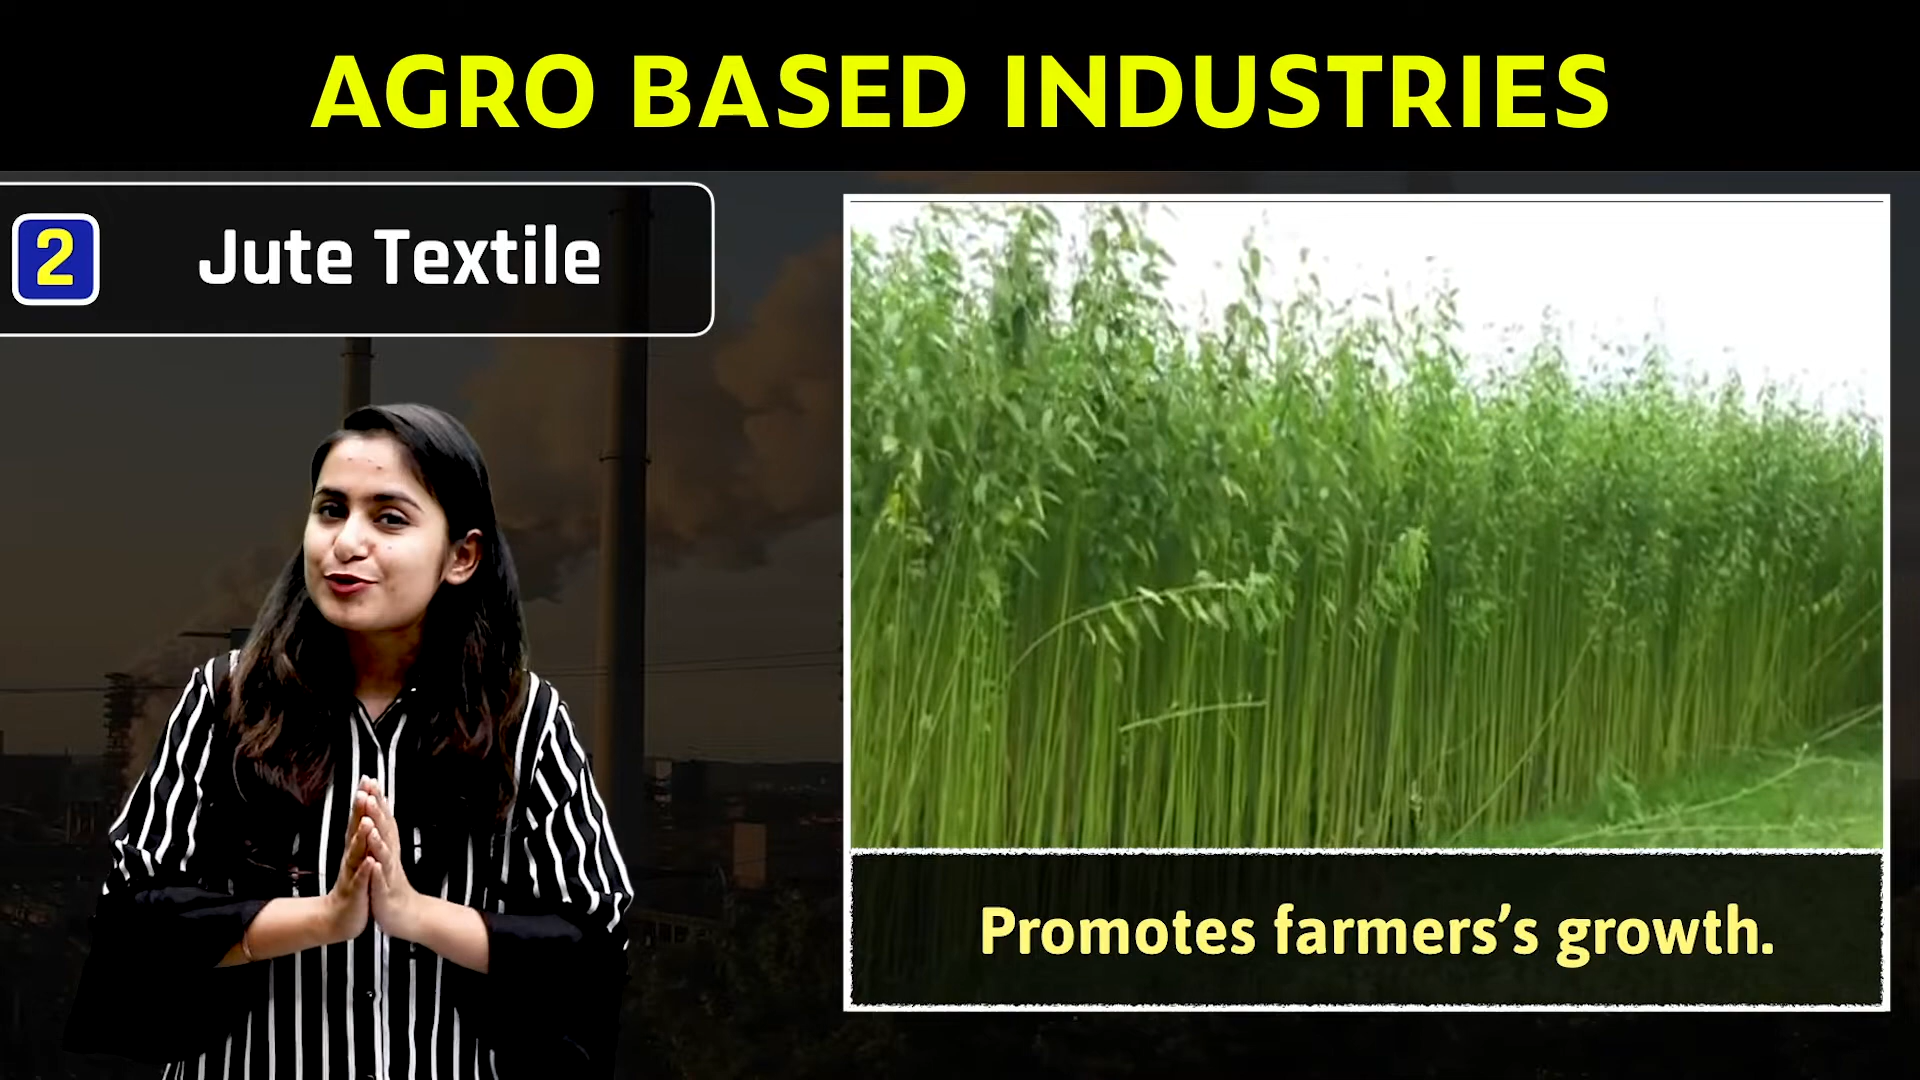 AGRO BASED INDUSTRIES
2
Jute Textile
Promotes farmers’s growth.